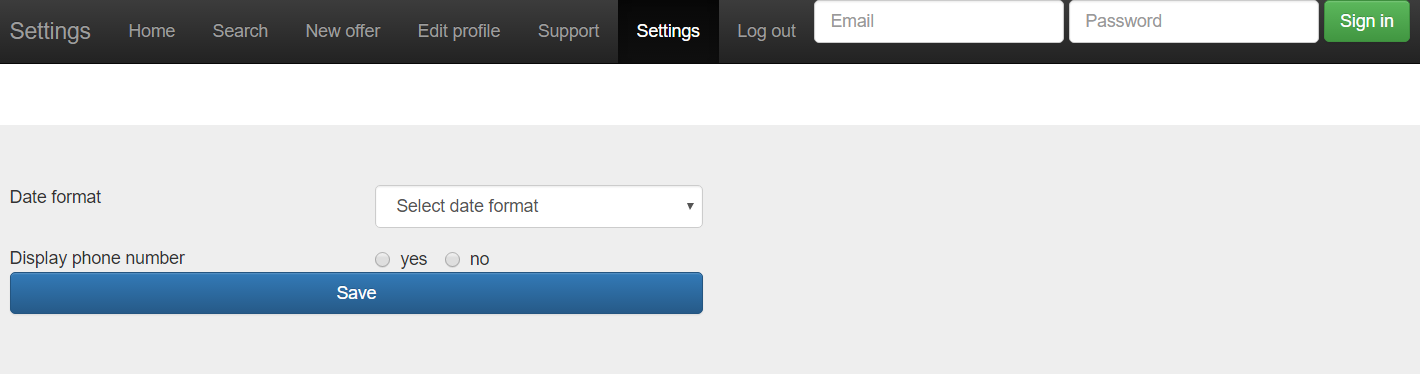 Settings Home Search New offer Edit profile Support Settings Log out Email Password Sign in
Date format Select date format
Display phone number yes no
Save